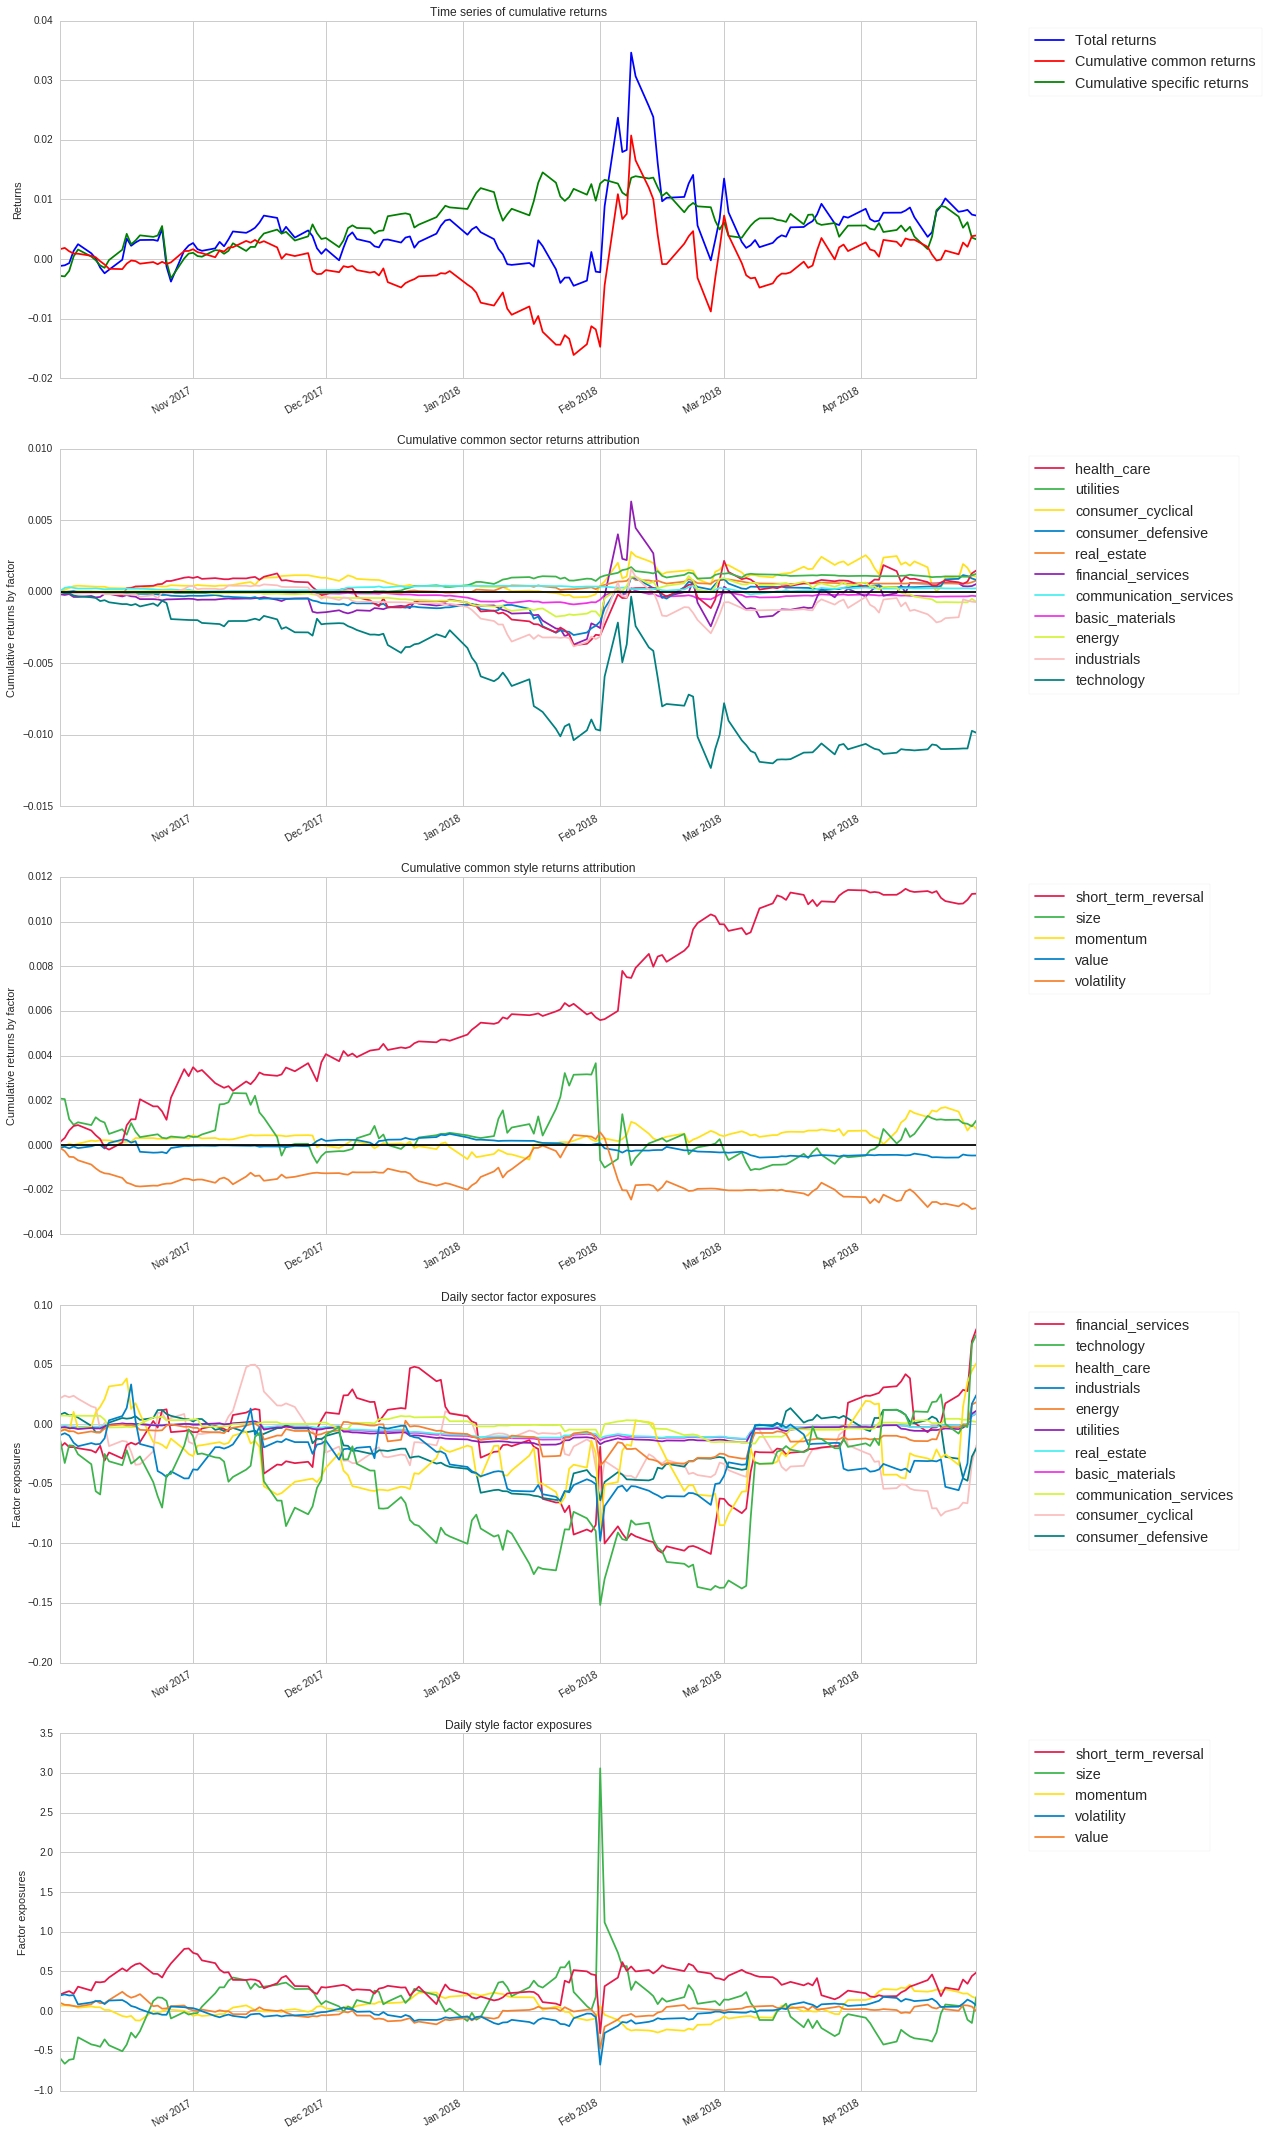 Time series of cumulative returns
0.04
0.03
0.02
0.01
0.00
−0.01
−0.02
Returns
Nov 2017
Dec 2017
Jan 2018
Feb 2018
Mar 2018
Apr 2018
Total returns
Cumulative common returns
Cumulative specific returns
Cumulative common sector returns attribution
0.010
0.005
0.000
−0.005
−0.010
−0.015
Cumulative returns by factor
Nov 2017
Dec 2017
Jan 2018
Feb 2018
Mar 2018
Apr 2018
health_care
utilities
consumer_cyclical
consumer_defensive
real_estate
financial_services
communication_services
basic_materials
energy
industrials
technology
Cumulative common style returns attribution
0.012
0.010
0.008
0.006
0.004
0.002
0.000
−0.002
−0.004
Cumulative returns by factor
Nov 2017
Dec 2017
Jan 2018
Feb 2018
Mar 2018
Apr 2018
short_term_reversal
size
momentum
value
volatility
Daily sector factor exposures
0.10
0.05
0.00
−0.05
−0.10
−0.15
−0.20
Factor exposures
Nov 2017
Dec 2017
Jan 2018
Feb 2018
Mar 2018
Apr 2018
financial_services
technology
health_care
industrials
energy
utilities
real_estate
basic_materials
communication_services
consumer_cyclical
consumer_defensive
Daily style factor exposures
3.5
3.0
2.5
2.0
1.5
1.0
0.5
0.0
−0.5
−1.0
Factor exposures
Nov 2017
Dec 2017
Jan 2018
Feb 2018
Mar 2018
Apr 2018
short_term_reversal
size
momentum
volatility
value